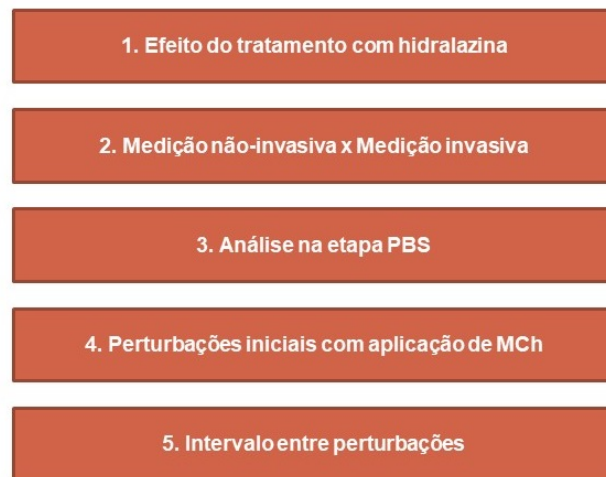 1. Efeito do tratamento com hidralazina
2. Medição não-invasiva x Medição invasiva
3. Análise na etapa PBS
4. Perturbações iniciais com aplicação de MCh
5. Intervalo entre perturbações